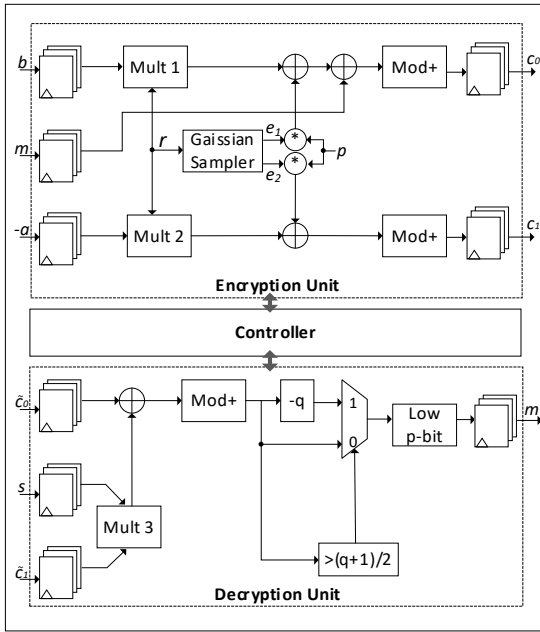 b
Mult 1
Mod+
c₀
m
r
Gaissian
Sampler
e₁
e₂
*
*
p
-a
Mult 2
Mod+
c₁
Encryption Unit
Controller
c̃₀
Mod+
-q
1
0
Low
p-bit
m
s
Mult 3
c̃₁
>(q+1)/2
Decryption Unit